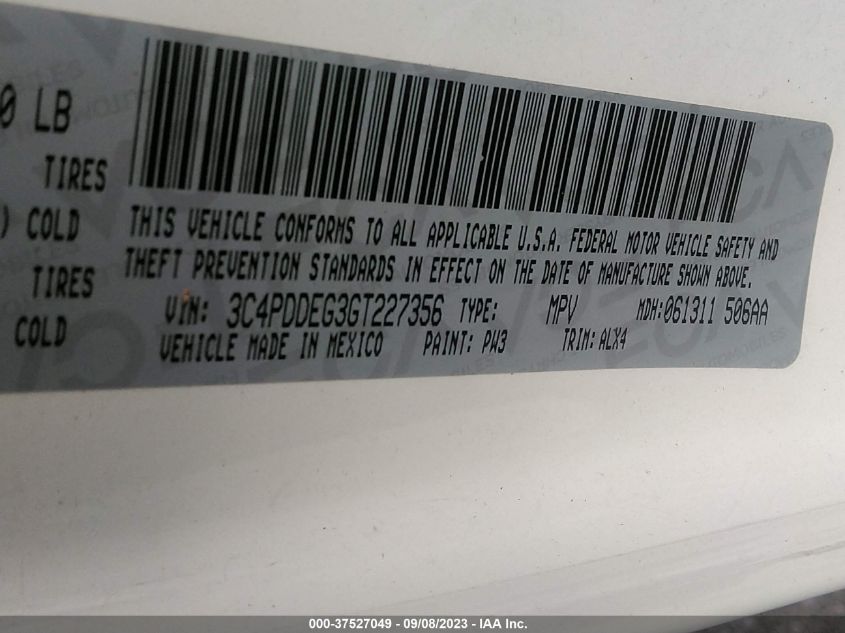 0 LB
TIRES
) COLD
TIRES
COLD
THIS VEHICLE CONFORMS TO ALL APPLICABLE U.S.A. FEDERAL MOTOR VEHICLE SAFETY AND
THEFT PREVENTION STANDARDS IN EFFECT ON THE DATE OF MANUFACTURE SHOWN ABOVE.
VIN: 3C4PDDEG3GT227356 TYPE: MPV MDH:061311 506AA
VEHICLE MADE IN MEXICO PAINT: PW3 TRIM: ALX4
000-37527049 - 09/08/2023 - IAA Inc.